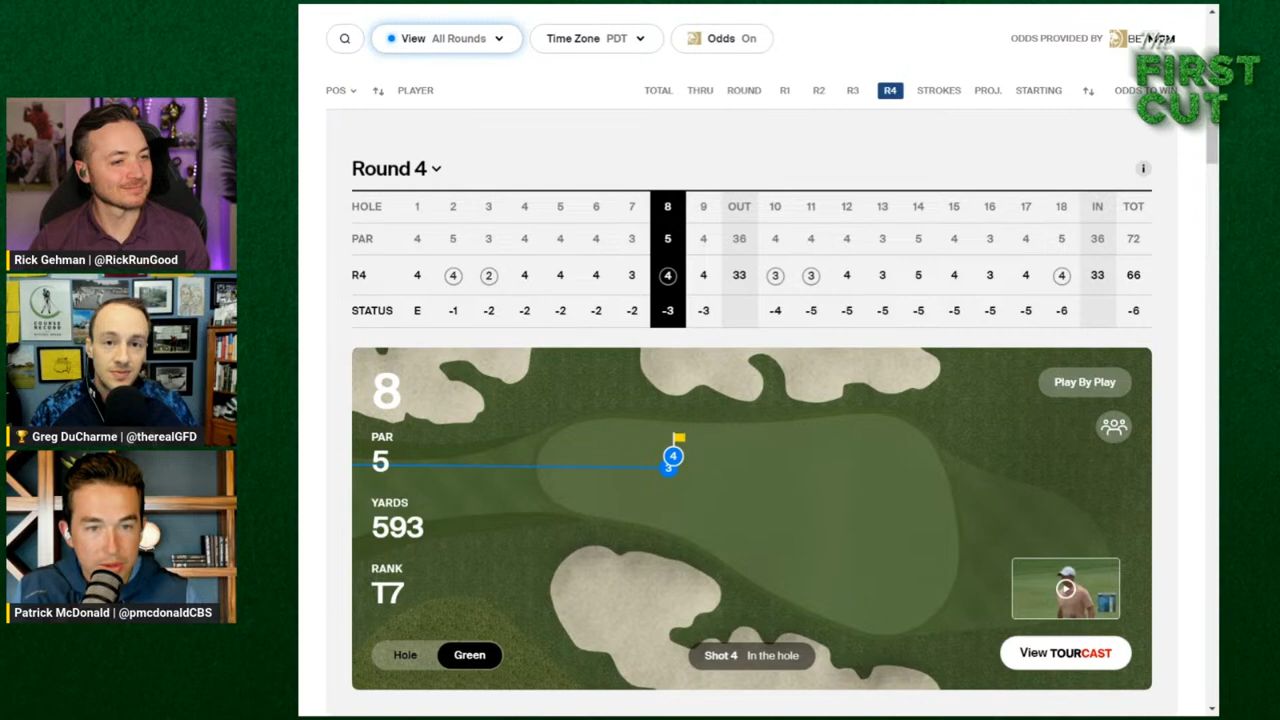 View All Rounds
Time Zone PDT
Odds On
ODDS PROVIDED BY
The
FIRST
CUT
POS PLAYER TOTAL THRU ROUND R1 R2 R3 R4 STROKES PROJ. STARTING ODDS TO WIN
Round 4
HOLE 1 2 3 4 5 6 7 8 9 OUT 10 11 12 13 14 15 16 17 18 IN TOT
PAR 4 5 3 4 4 4 3 5 4 36 4 4 4 3 5 4 3 4 5 36 72
R4 4 4 2 4 4 4 3 4 4 33 3 3 4 3 5 4 3 4 4 33 66
STATUS E -1 -2 -2 -2 -2 -2 -3 -3 -4 -5 -5 -5 -5 -5 -5 -5 -6 -6
8
PAR
5
YARDS
593
RANK
17
Hole Green
4
3
Shot 4 In the hole
Play By Play
View TOURCAST
Rick Gehman | @RickRunGood
COURSE
RECORD
Greg DuCharme | @therealGFD
Patrick McDonald | @pmcdonaldCBS